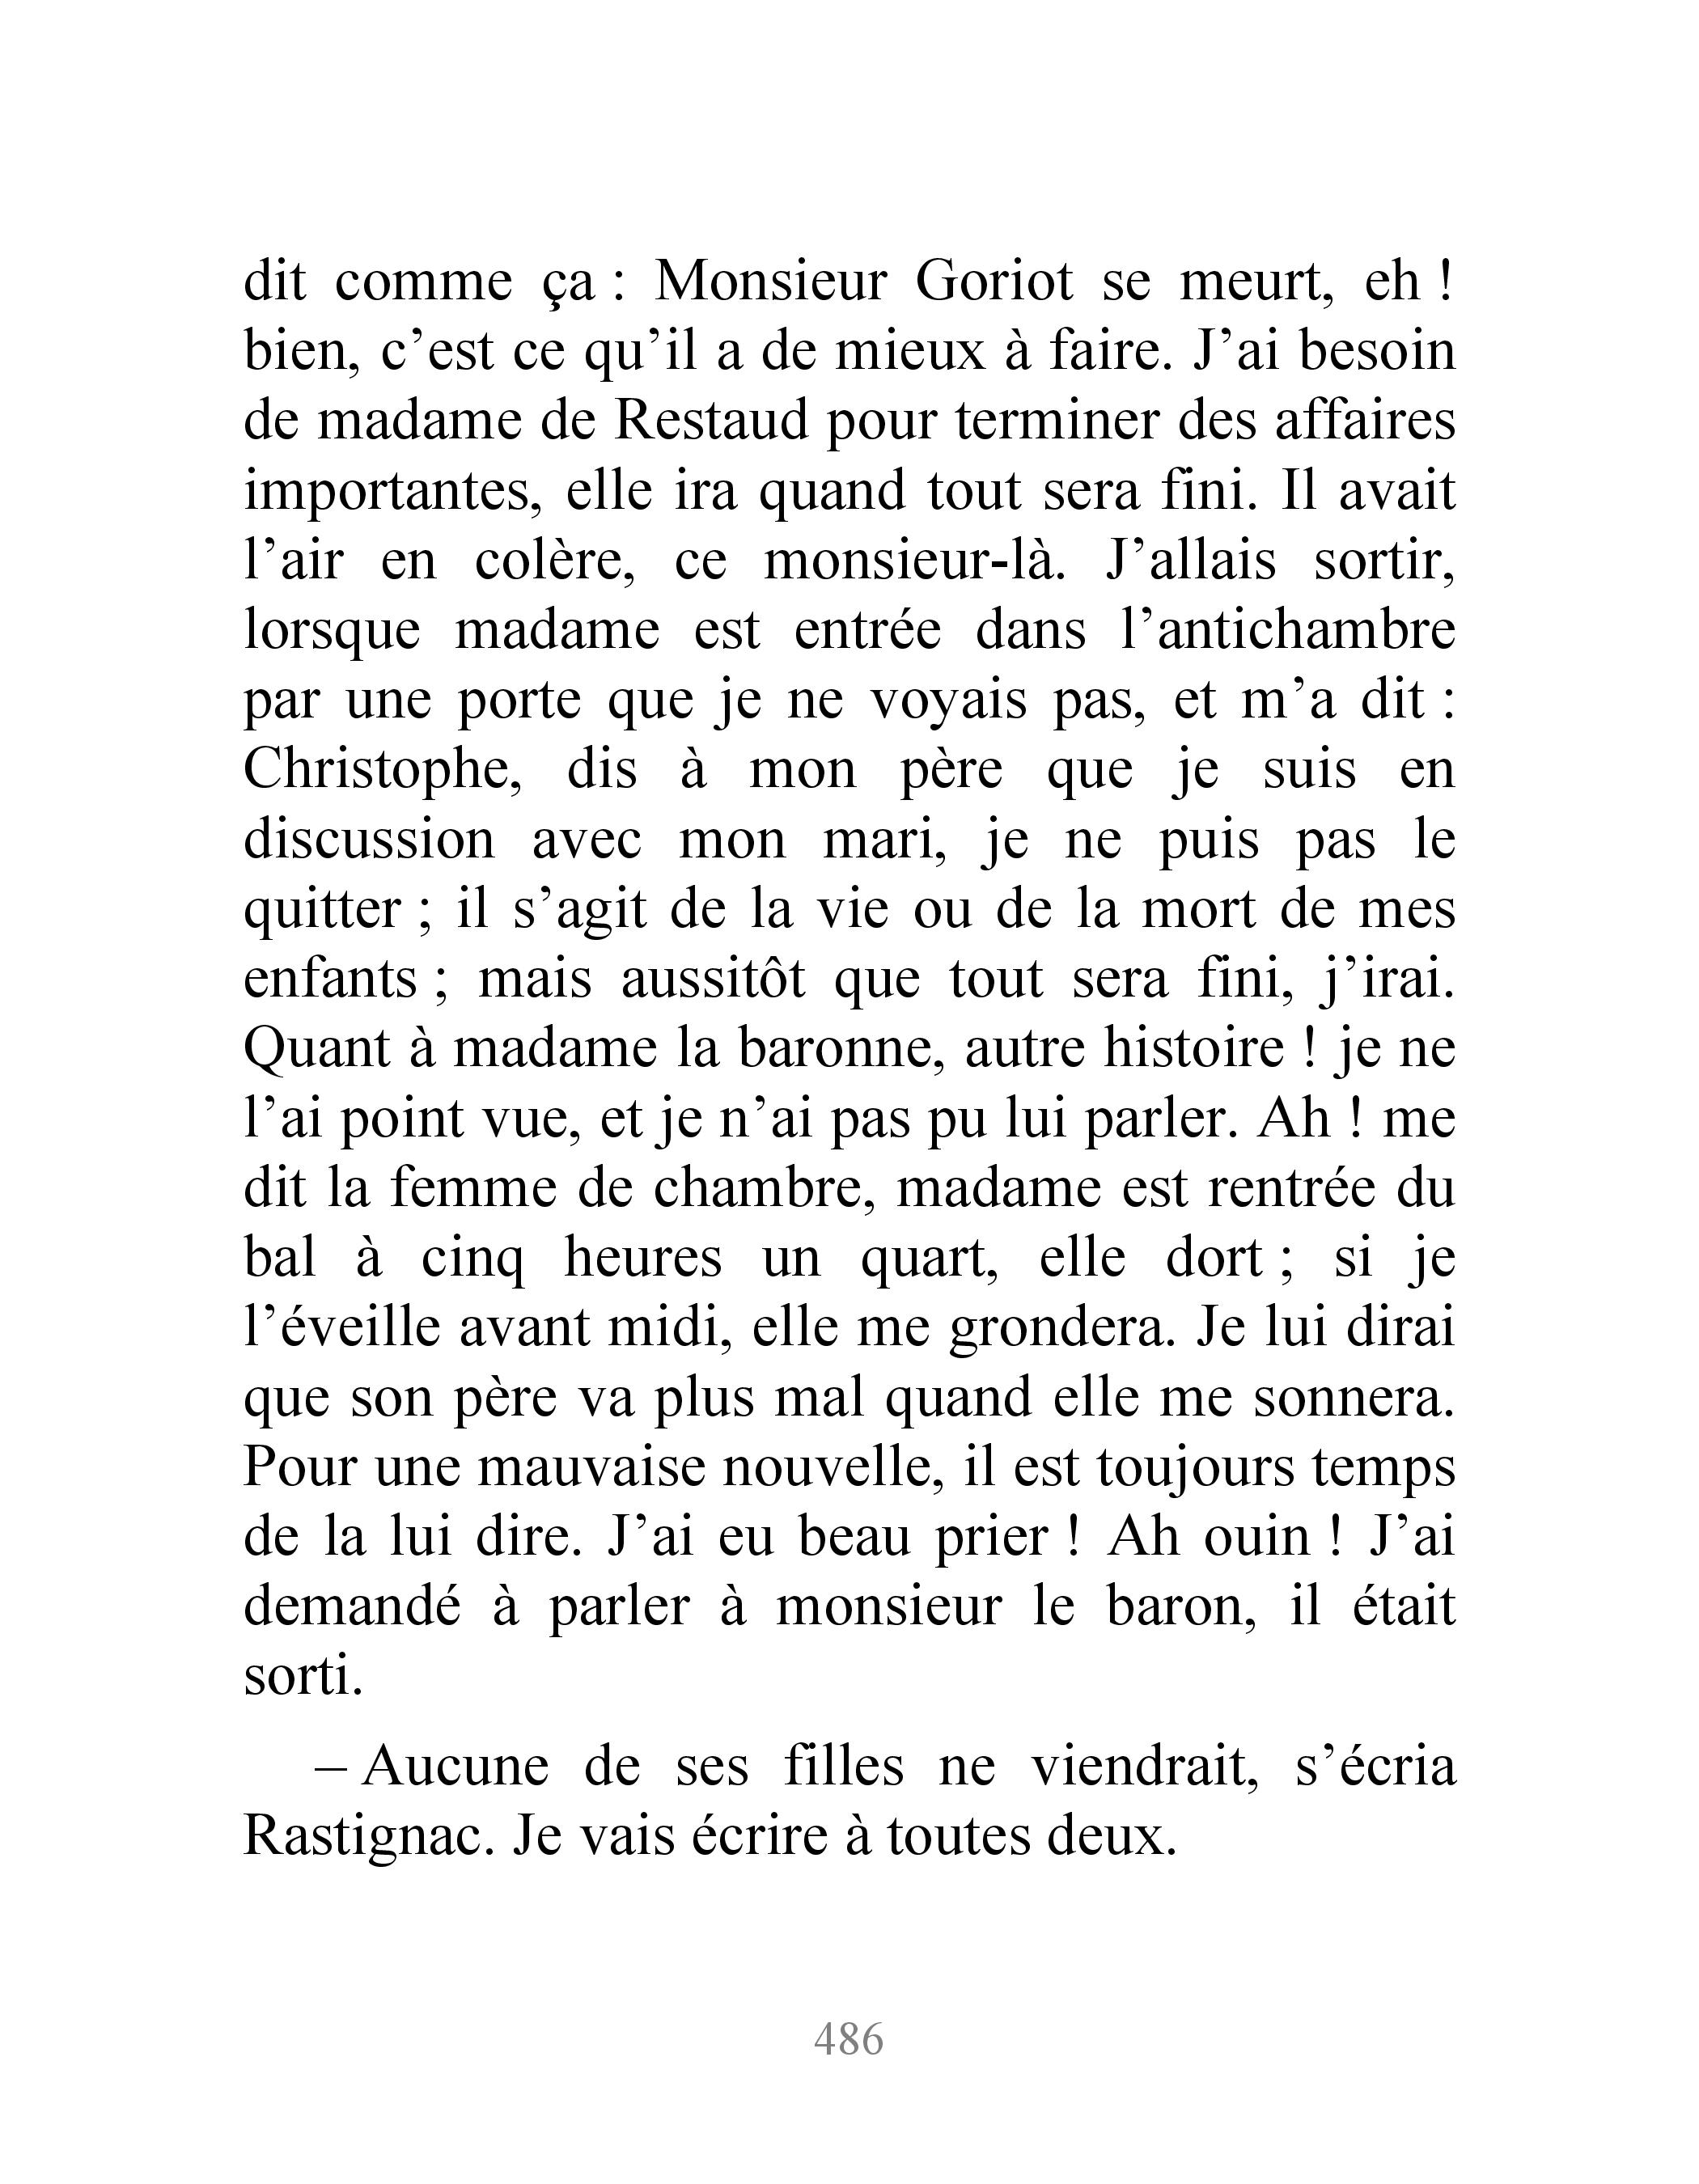 dit comme ça : Monsieur Goriot se meurt, eh !
bien, c’est ce qu’il a de mieux à faire. J’ai besoin
de madame de Restaud pour terminer des affaires
importantes, elle ira quand tout sera fini. Il avait
l’air en colère, ce monsieur-là. J’allais sortir,
lorsque madame est entrée dans l’antichambre
par une porte que je ne voyais pas, et m’a dit :
Christophe, dis à mon père que je suis en
discussion avec mon mari, je ne puis pas le
quitter ; il s’agit de la vie ou de la mort de mes
enfants ; mais aussitôt que tout sera fini, j’irai.
Quant à madame la baronne, autre histoire ! je ne
l’ai point vue, et je n’ai pas pu lui parler. Ah ! me
dit la femme de chambre, madame est rentrée du
bal à cinq heures un quart, elle dort ; si je
l’éveille avant midi, elle me grondera. Je lui dirai
que son père va plus mal quand elle me sonnera.
Pour une mauvaise nouvelle, il est toujours temps
de la lui dire. J’ai eu beau prier ! Ah ouin ! J’ai
demandé à parler à monsieur le baron, il était
sorti.
– Aucune de ses filles ne viendrait, s’écria
Rastignac. Je vais écrire à toutes deux.
486